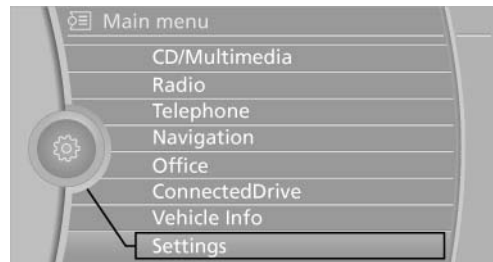 Main menu
CD/Multimedia
Radio
Telephone
Navigation
Office
ConnectedDrive
Vehicle Info
Settings